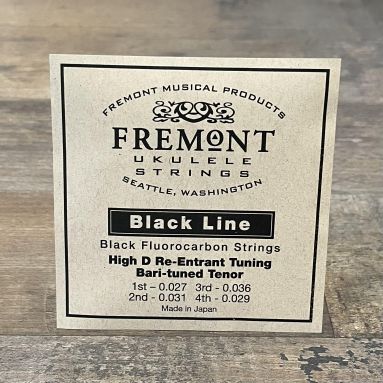 FREMONT MUSICAL PRODUCTS
FREMONT
UKULELE
STRINGS
SEATTLE, WASHINGTON
Black Line
Black Fluorocarbon Strings
High D Re-Entrant Tuning
Bari-tuned Tenor
1st – 0.027 3rd - 0.036
2nd - 0.031 4th - 0.029
Made in Japan